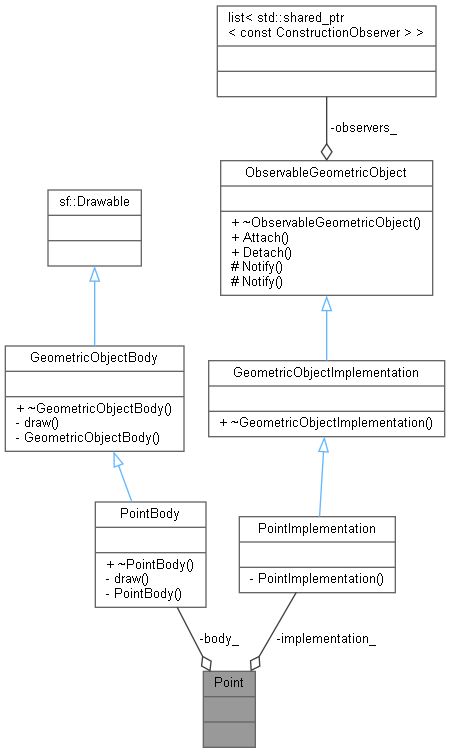 list< std::shared_ptr
< const ConstructionObserver > >
-observers_
ObservableGeometricObject
+ ~ObservableGeometricObject()
+ Attach()
+ Detach()
# Notify()
# Notify()
sf::Drawable
GeometricObjectBody
+ ~GeometricObjectBody()
- draw()
- GeometricObjectBody()
GeometricObjectImplementation
+ ~GeometricObjectImplementation()
PointBody
+ ~PointBody()
- draw()
- PointBody()
PointImplementation
- PointImplementation()
-body_
-implementation_
Point